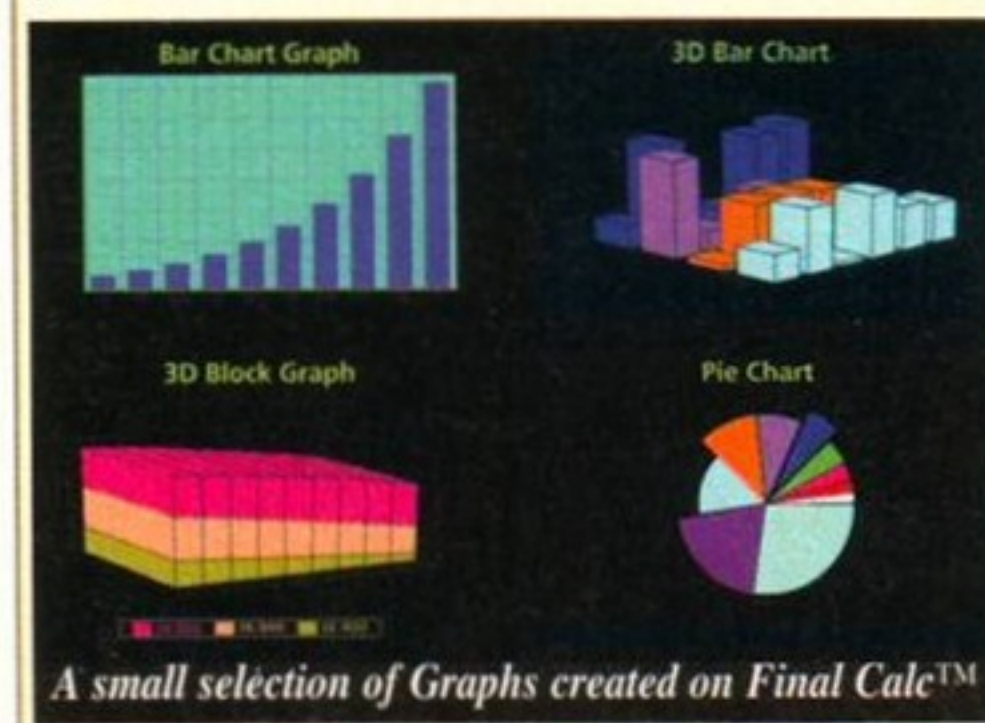 Bar Chart Graph
3D Bar Chart
3D Block Graph
Pie Chart
A small selection of Graphs created on Final Calc™